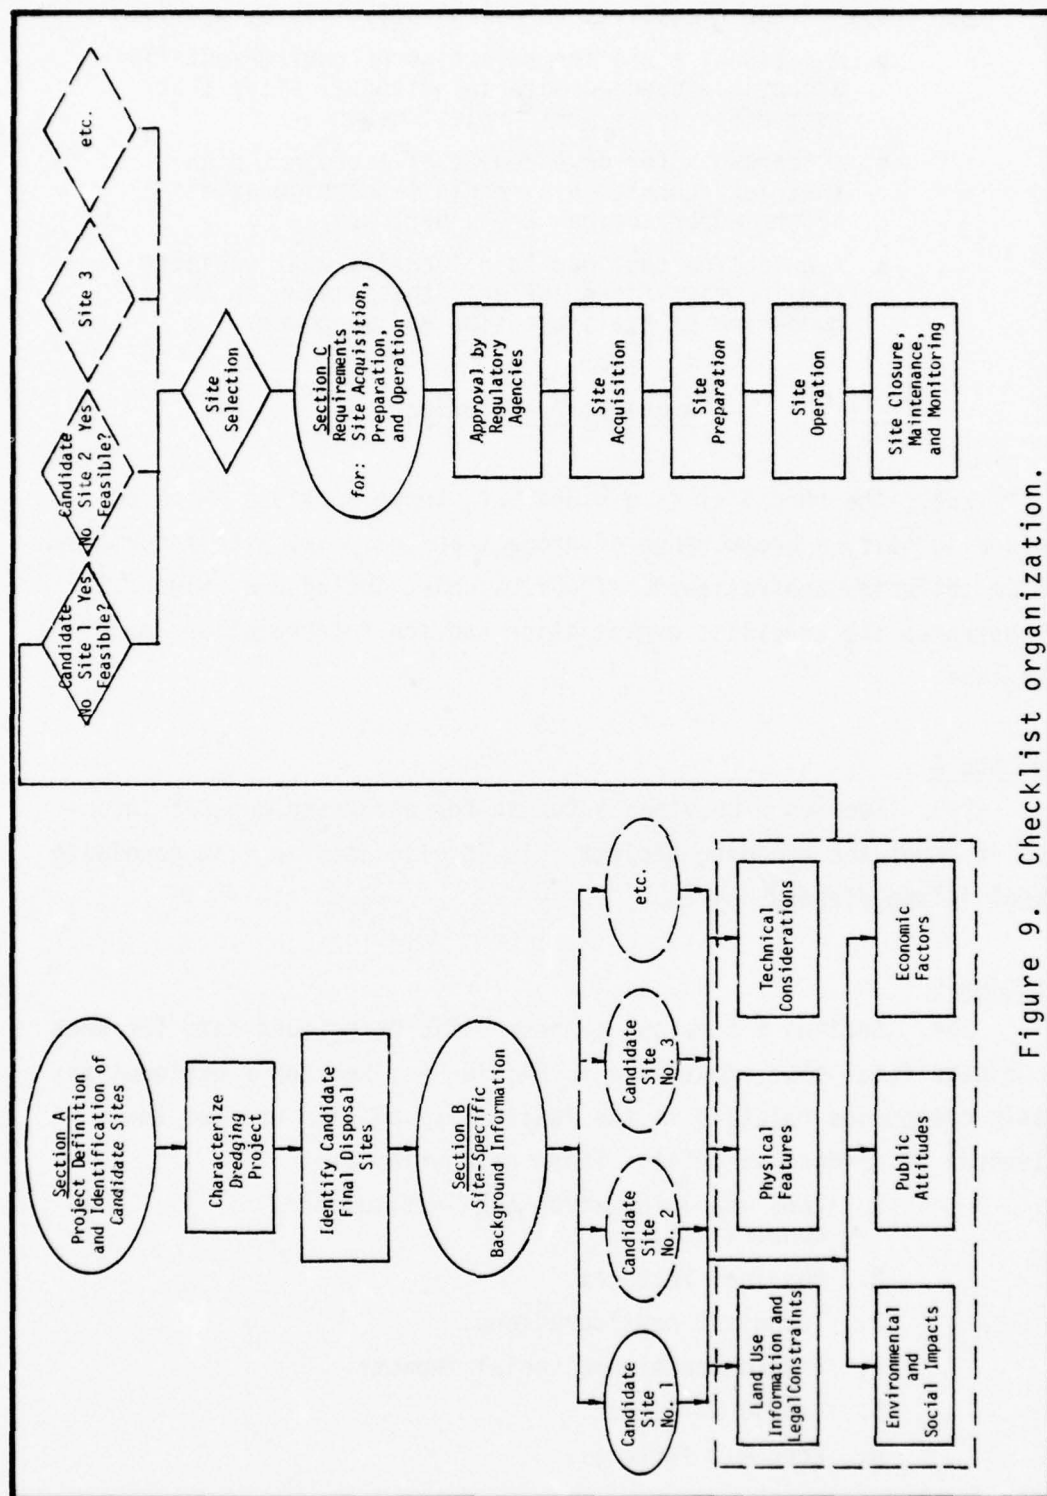 Section A
Project Definition
and Identification of
Candidate Sites
Characterize
Dredging
Project
Identify Candidate
Final Disposal
Sites
Section B
Site-Specific
Background Information
Candidate
Site
No. 1
Candidate
Site
No. 2
Candidate
Site
No. 3
etc.
Land Use
Information and
Legal Constraints
Physical
Features
Technical
Considerations
Environmental
and
Social Impacts
Public
Attitudes
Economic
Factors
Candidate
No Site 1 Yes
Feasible?
Candidate
No Site 2 Yes
Feasible?
Site 3
etc.
Site
Selection
Section C
Requirements
for: Site Acquisition,
Preparation,
and Operation
Approval by
Regulatory
Agencies
Site
Acquisition
Site
Preparation
Site
Operation
Site Closure,
Maintenance,
and Monitoring
Figure 9. Checklist organization.